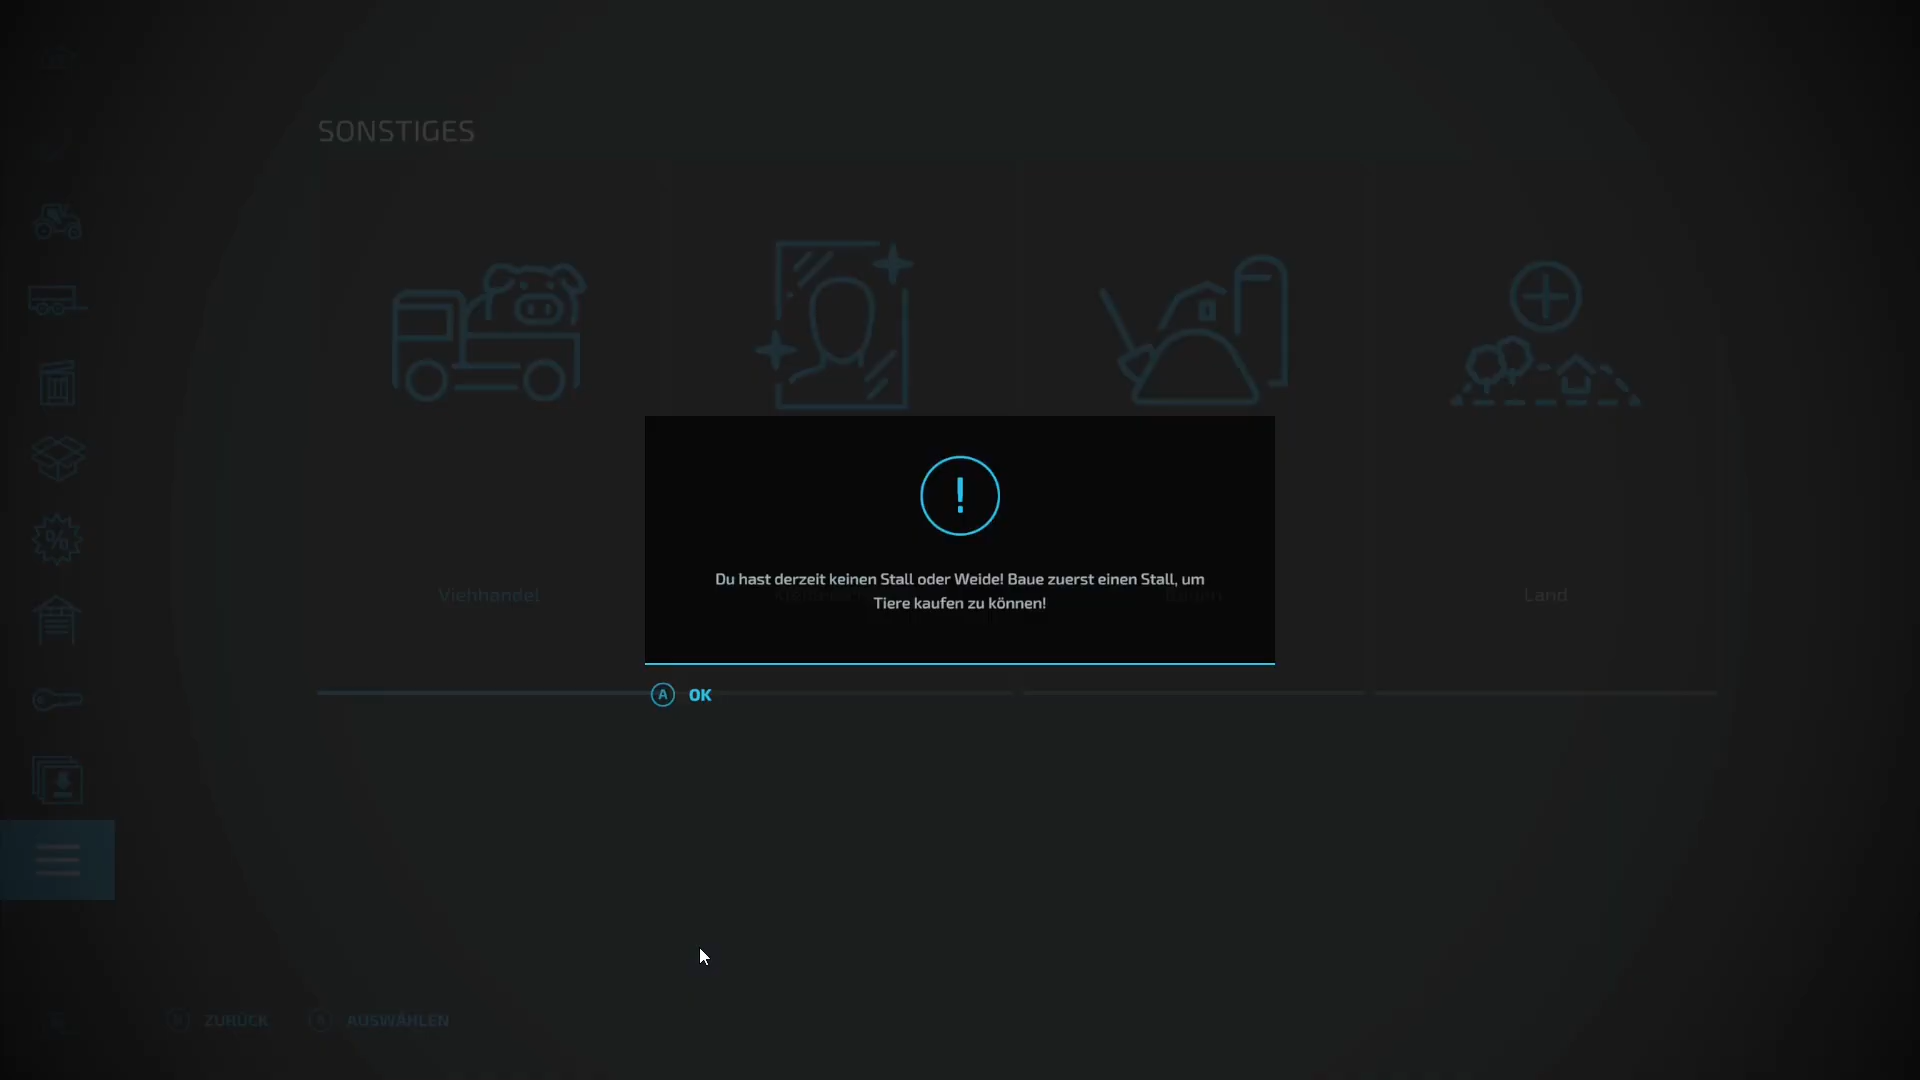 SONSTIGES
%
!
Du hast derzeit keinen Stall oder Weide! Baue zuerst einen Stall, um
Tiere kaufen zu können!
Viehhandel
Land
A OK
ZURÜCK
A AUSWÄHLEN